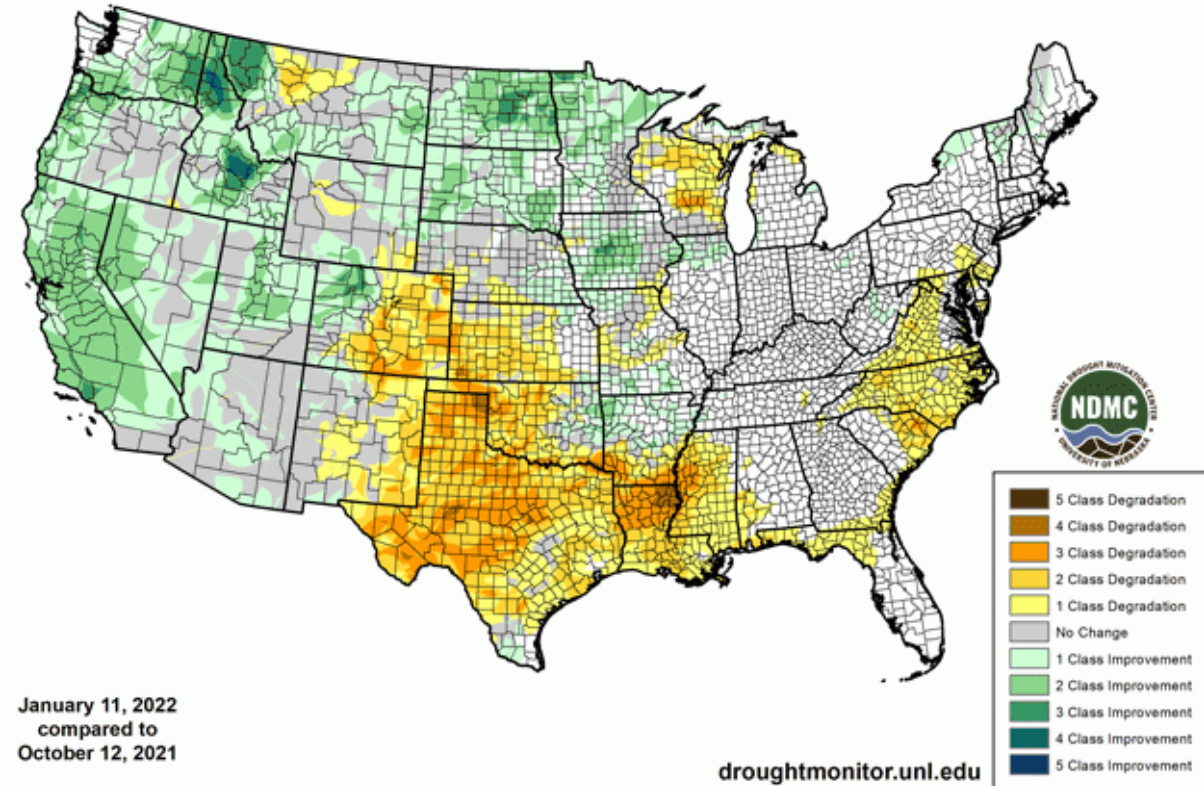 NATIONAL DROUGHT MITIGATION CENTER
NDMC
UNIVERSITY OF NEBRASKA
5 Class Degradation
4 Class Degradation
3 Class Degradation
2 Class Degradation
1 Class Degradation
No Change
1 Class Improvement
2 Class Improvement
3 Class Improvement
4 Class Improvement
5 Class Improvement
January 11, 2022
compared to
October 12, 2021
droughtmonitor.unl.edu